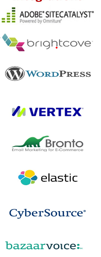 ADOBE® SITECATALYST®
Powered by Omniture®
brightcove
WORDPRESS
VERTEX
Bronto
Email Marketing for E-Commerce
elastic
CyberSource®
bazaarvoice: